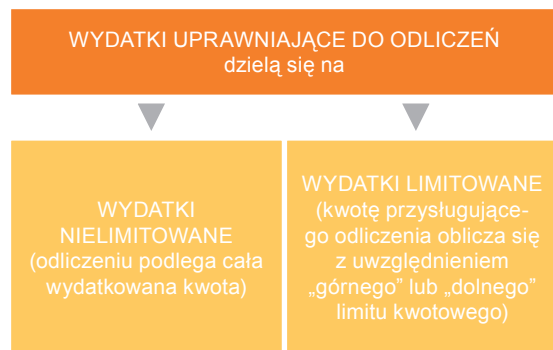 WYDATKI UPRAWNIAJĄCE DO ODLICZEŃ
dzielą się na
WYDATKI
NIELIMITOWANE
(odliczeniu podlega cała
wydatkowana kwota)
WYDATKI LIMITOWANE
(kwotę przysługujące-
go odliczenia oblicza się
z uwzględnieniem
„górnego” lub „dolnego”
limitu kwotowego)